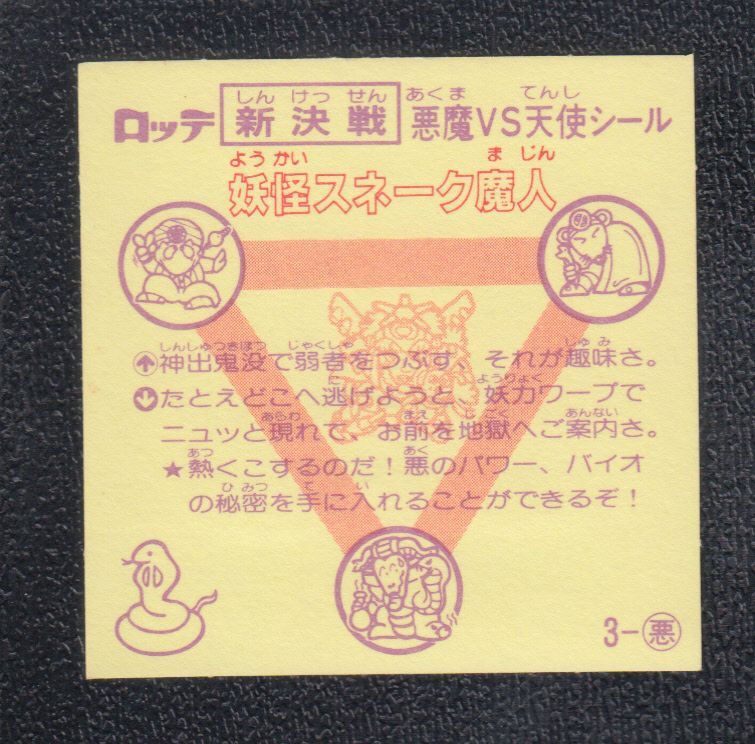 ロッテ 新決戦 悪魔VS天使シール
しん けっ せん あくま てんし
妖怪スネーク魔人
よう かい ま じん
しんしゅつきぼつ じゃくしゃ しゅみ
神出鬼没で弱者をつぶす、それが趣味さ。
に ようりょく
たとえどこへ逃げようと、妖力ワープで
あらわ まえ じごく あんない
ニュッと現れて、お前を地獄へご案内さ。
あつ あく
★熱くこするのだ！悪のパワー、バイオ
ひみつ て い
の秘密を手に入れることができるぞ！
3-悪